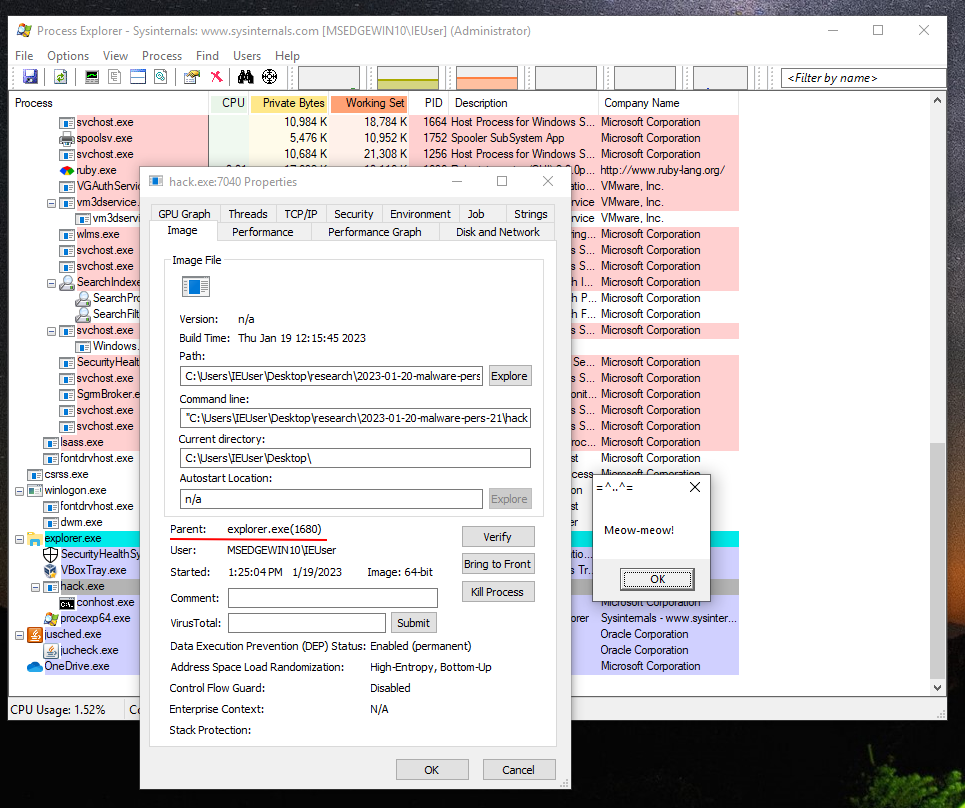 Process Explorer - Sysinternals: www.sysinternals.com [MSEDGEWIN10\IEUser] (Administrator)
File Options View Process Find Users Help
<Filter by name>
Process CPU Private Bytes Working Set PID Description Company Name
svchost.exe 10,984 K 18,784 K 1664 Host Process for Windows S... Microsoft Corporation
spoolsv.exe 5,476 K 10,952 K 1752 Spooler SubSystem App Microsoft Corporation
svchost.exe 10,684 K 21,308 K 1256 Host Process for Windows S... Microsoft Corporation
ruby.exe http://www.ruby-lang.org/
VGAuthServi VMware, Inc.
vm3dservice. VMware, Inc.
vm3dservi VMware, Inc.
wlms.exe Microsoft Corporation
svchost.exe Microsoft Corporation
svchost.exe Microsoft Corporation
SearchIndexe Microsoft Corporation
SearchPro Microsoft Corporation
SearchFilt Microsoft Corporation
svchost.exe Microsoft Corporation
Windows.
SecurityHealt Microsoft Corporation
svchost.exe Microsoft Corporation
SgrmBroker.e Microsoft Corporation
svchost.exe Microsoft Corporation
svchost.exe Microsoft Corporation
lsass.exe Microsoft Corporation
fontdrvhost.exe Microsoft Corporation
csrss.exe
winlogon.exe
fontdrvhost.exe
dwm.exe
explorer.exe
SecurityHealthSy
VBoxTray.exe
hack.exe
conhost.exe Microsoft Corporation
procexp64.exe Sysinternals - www.sysinter...
jusched.exe Oracle Corporation
jucheck.exe Oracle Corporation
OneDrive.exe Microsoft Corporation
CPU Usage: 1.52%
hack.exe:7040 Properties
GPU Graph Threads TCP/IP Security Environment Job Strings
Image Performance Performance Graph Disk and Network
Image File
Version: n/a
Build Time: Thu Jan 19 12:15:45 2023
Path:
C:\Users\IEUser\Desktop\research\2023-01-20-malware-pers Explore
Command line:
"C:\Users\IEUser\Desktop\research\2023-01-20-malware-pers-21\hack
Current directory:
C:\Users\IEUser\Desktop\
Autostart Location:
n/a Explore
Parent: explorer.exe(1680) Verify
User: MSEDGEWIN10\IEUser Bring to Front
Started: 1:25:04 PM 1/19/2023 Image: 64-bit
Kill Process
Comment:
VirusTotal: Submit
Data Execution Prevention (DEP) Status: Enabled (permanent)
Address Space Load Randomization: High-Entropy, Bottom-Up
Control Flow Guard: Disabled
Enterprise Context: N/A
Stack Protection:
OK Cancel
=^..^=
Meow-meow!
OK